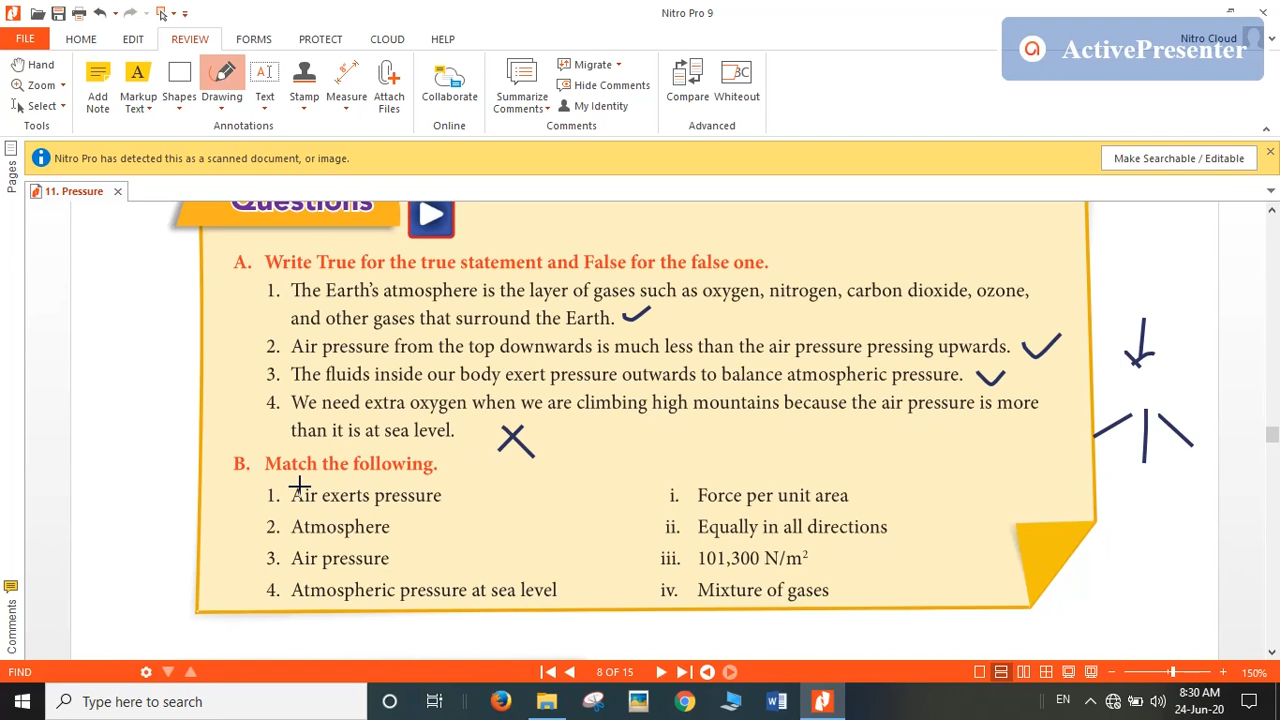 Nitro Pro 9
FILE HOME EDIT REVIEW FORMS PROTECT CLOUD HELP
Nitro Cloud
ActivePresenter
Hand
Zoom
Select
Tools
Add Note
Markup Text
Shapes
Drawing
Text
Stamp
Measure
Attach Files
Annotations
Collaborate
Online
Summarize Comments
Migrate
Hide Comments
My Identity
Comments
Compare
Whiteout
Advanced
Nitro Pro has detected this as a scanned document, or image.
Make Searchable / Editable
Pages
11. Pressure
Questions
A. Write True for the true statement and False for the false one.
1. The Earth's atmosphere is the layer of gases such as oxygen, nitrogen, carbon dioxide, ozone,
and other gases that surround the Earth.
2. Air pressure from the top downwards is much less than the air pressure pressing upwards.
3. The fluids inside our body exert pressure outwards to balance atmospheric pressure.
4. We need extra oxygen when we are climbing high mountains because the air pressure is more
than it is at sea level.
B. Match the following.
1. Air exerts pressure i. Force per unit area
2. Atmosphere ii. Equally in all directions
3. Air pressure iii. 101,300 N/m²
4. Atmospheric pressure at sea level iv. Mixture of gases
Comments
FIND
8 OF 15
150%
Type here to search
EN
8:30 AM
24-Jun-20